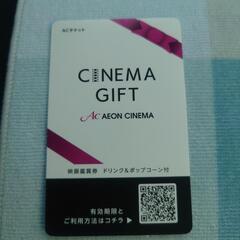 ACチケット
CINEMA
GIFT
Ac AEON CINEMA
映画鑑賞券 ドリンク&ポップコーン付
有効期限と
ご利用方法はコチラ ▶